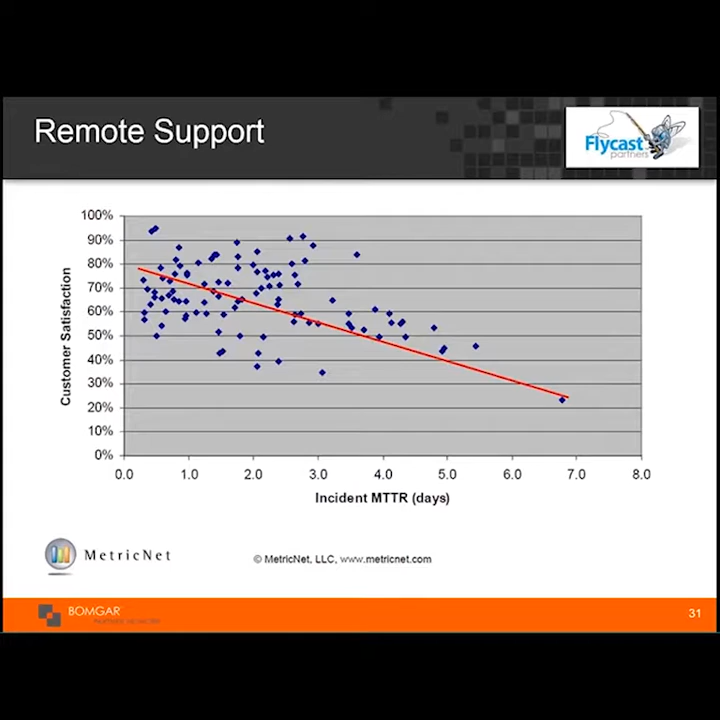 Remote Support
Flycast
partners
100%
90%
80%
70%
60%
50%
40%
30%
20%
10%
0%
Customer Satisfaction
0.0 1.0 2.0 3.0 4.0 5.0 6.0 7.0 8.0
Incident MTTR (days)
MetricNet
© MetricNet, LLC, www.metricnet.com
BOMGAR
PARTNER NETWORK
31